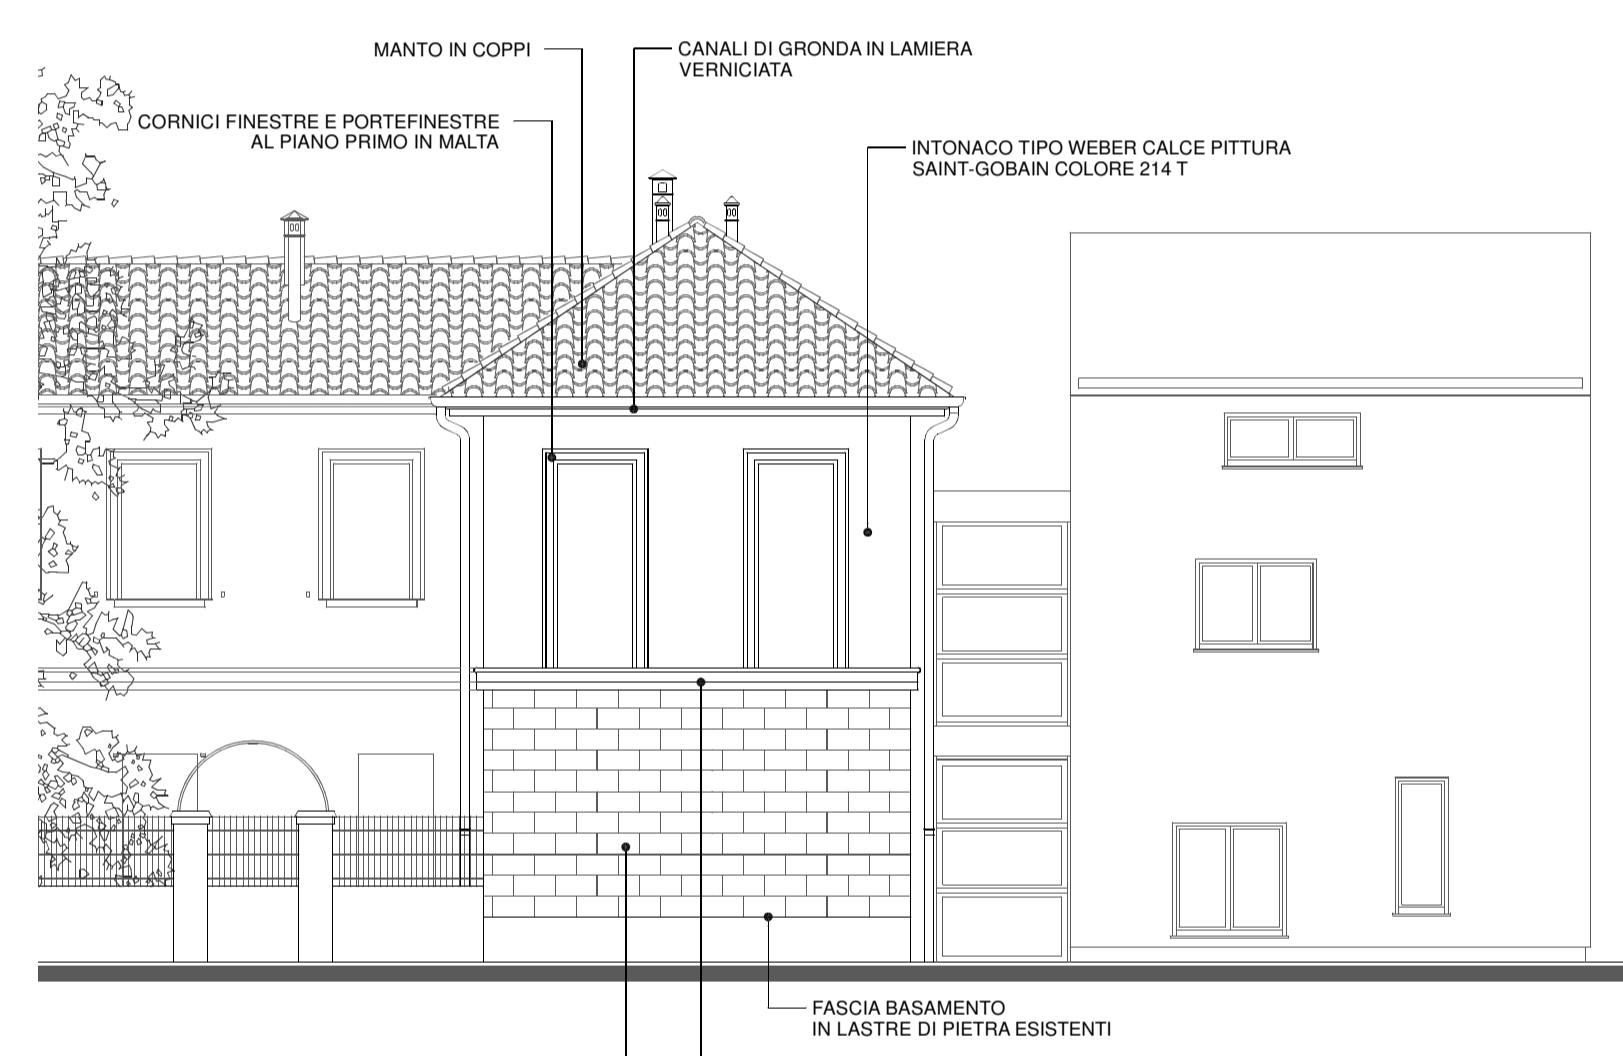 MANTO IN COPPI
CANALI DI GRONDA IN LAMIERA
VERNICIATA
CORNICI FINESTRE E PORTEFINESTRE
AL PIANO PRIMO IN MALTA
INTONACO TIPO WEBER CALCE PITTURA
SAINT-GOBAIN COLORE 214 T
FASCIA BASAMENTO
IN LASTRE DI PIETRA ESISTENTI